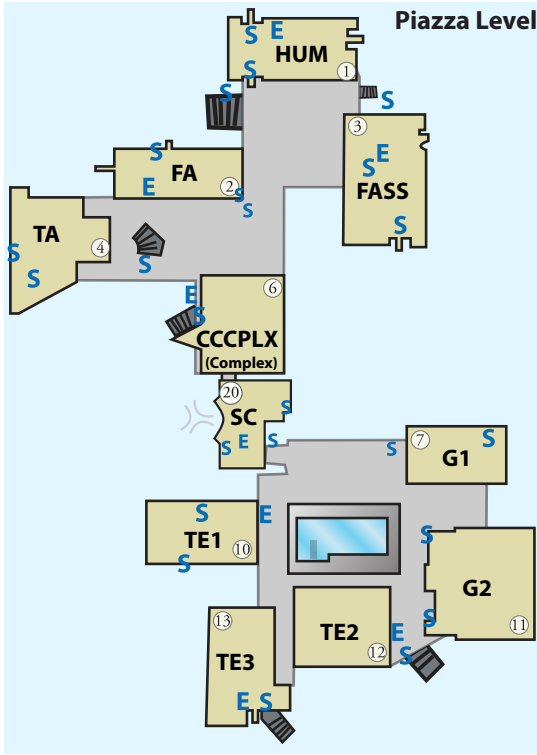 Piazza Level
S
E
HUM
S
1
S
S
3
S
E
S
FASS
S
FA
E
2
S
S
TA
4
S
S
S
E
6
S
CCCPLX
(Complex)
20
S
SC
S
E
S
7
S
S
G1
S
E
TE1
10
S
S
G2
S
11
13
TE2
E
12
S
TE3
E
S